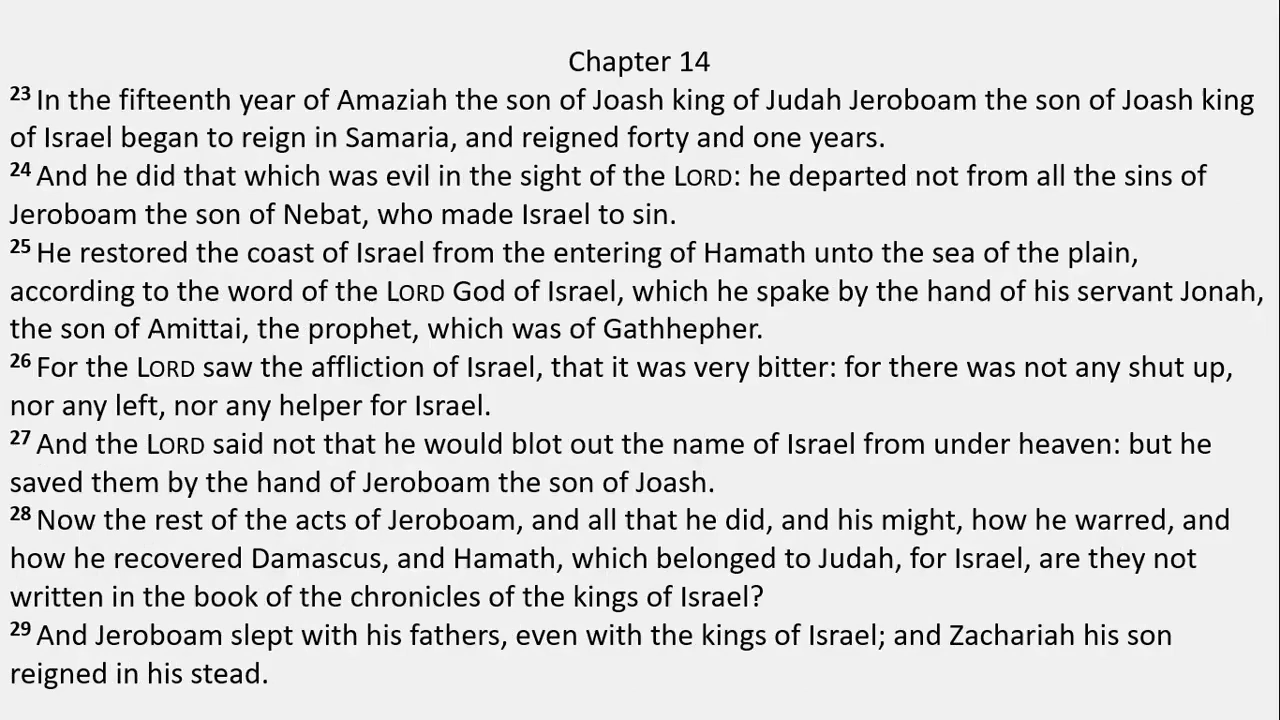 Chapter 14
23 In the fifteenth year of Amaziah the son of Joash king of Judah Jeroboam the son of Joash king
of Israel began to reign in Samaria, and reigned forty and one years.
24 And he did that which was evil in the sight of the LORD: he departed not from all the sins of
Jeroboam the son of Nebat, who made Israel to sin.
25 He restored the coast of Israel from the entering of Hamath unto the sea of the plain,
according to the word of the LORD God of Israel, which he spake by the hand of his servant Jonah,
the son of Amittai, the prophet, which was of Gathhepher.
26 For the LORD saw the affliction of Israel, that it was very bitter: for there was not any shut up,
nor any left, nor any helper for Israel.
27 And the LORD said not that he would blot out the name of Israel from under heaven: but he
saved them by the hand of Jeroboam the son of Joash.
28 Now the rest of the acts of Jeroboam, and all that he did, and his might, how he warred, and
how he recovered Damascus, and Hamath, which belonged to Judah, for Israel, are they not
written in the book of the chronicles of the kings of Israel?
29 And Jeroboam slept with his fathers, even with the kings of Israel; and Zachariah his son
reigned in his stead.